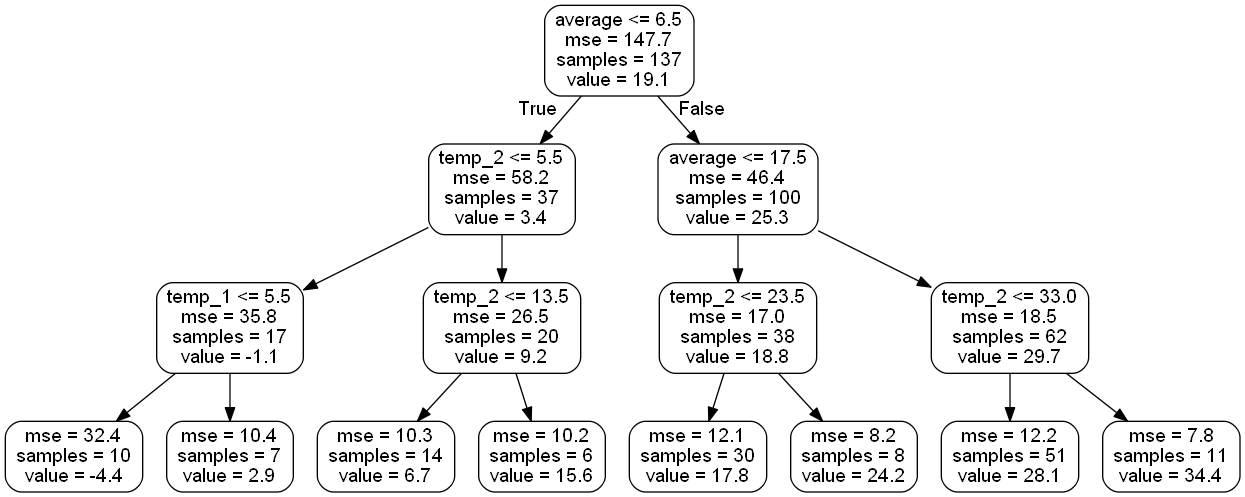 average <= 6.5
mse = 147.7
samples = 137
value = 19.1
True
False
temp_2 <= 5.5
mse = 58.2
samples = 37
value = 3.4
average <= 17.5
mse = 46.4
samples = 100
value = 25.3
temp_1 <= 5.5
mse = 35.8
samples = 17
value = -1.1
temp_2 <= 13.5
mse = 26.5
samples = 20
value = 9.2
temp_2 <= 23.5
mse = 17.0
samples = 38
value = 18.8
temp_2 <= 33.0
mse = 18.5
samples = 62
value = 29.7
mse = 32.4
samples = 10
value = -4.4
mse = 10.4
samples = 7
value = 2.9
mse = 10.3
samples = 14
value = 6.7
mse = 10.2
samples = 6
value = 15.6
mse = 12.1
samples = 30
value = 17.8
mse = 8.2
samples = 8
value = 24.2
mse = 12.2
samples = 51
value = 28.1
mse = 7.8
samples = 11
value = 34.4